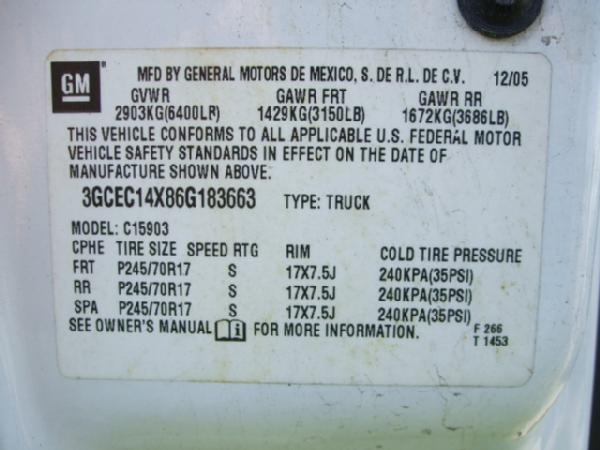 GM
MFD BY GENERAL MOTORS DE MEXICO, S. DE R.L. DE C.V. 12/05
GVWR GAWR FRT GAWR RR
2903KG(6400LB) 1429KG(3150LB) 1672KG(3686LB)
THIS VEHICLE CONFORMS TO ALL APPLICABLE U.S. FEDERAL MOTOR
VEHICLE SAFETY STANDARDS IN EFFECT ON THE DATE OF
MANUFACTURE SHOWN ABOVE.
3GCEC14X86G183663 TYPE: TRUCK
MODEL: C15903
CPHE TIRE SIZE SPEED RTG RIM COLD TIRE PRESSURE
FRT P245/70R17 S 17X7.5J 240KPA(35PSI)
RR P245/70R17 S 17X7.5J 240KPA(35PSI)
SPA P245/70R17 S 17X7.5J 240KPA(35PSI)
SEE OWNER'S MANUAL i FOR MORE INFORMATION.
F 266
T 1453